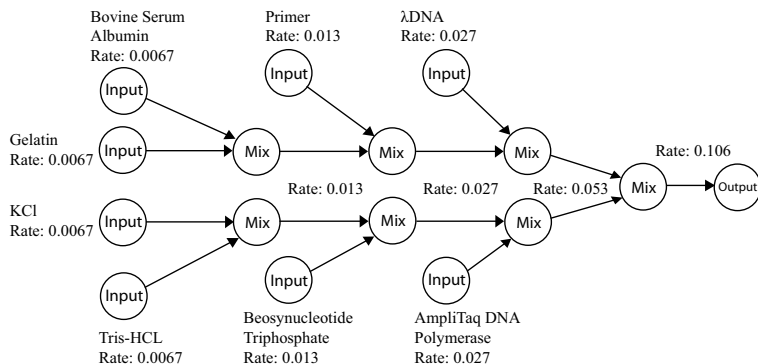 Bovine Serum
Albumin
Rate: 0.0067
Primer
Rate: 0.013
λDNA
Rate: 0.027
Input
Input
Input
Gelatin
Rate: 0.0067
Input
Mix
Mix
Mix
Rate: 0.106
Rate: 0.013
Rate: 0.027
Rate: 0.053
Mix
Output
KCl
Rate: 0.0067
Input
Mix
Mix
Mix
Input
Input
Input
Tris-HCL
Rate: 0.0067
Beosynucleotide
Triphosphate
Rate: 0.013
AmpliTaq DNA
Polymerase
Rate: 0.027